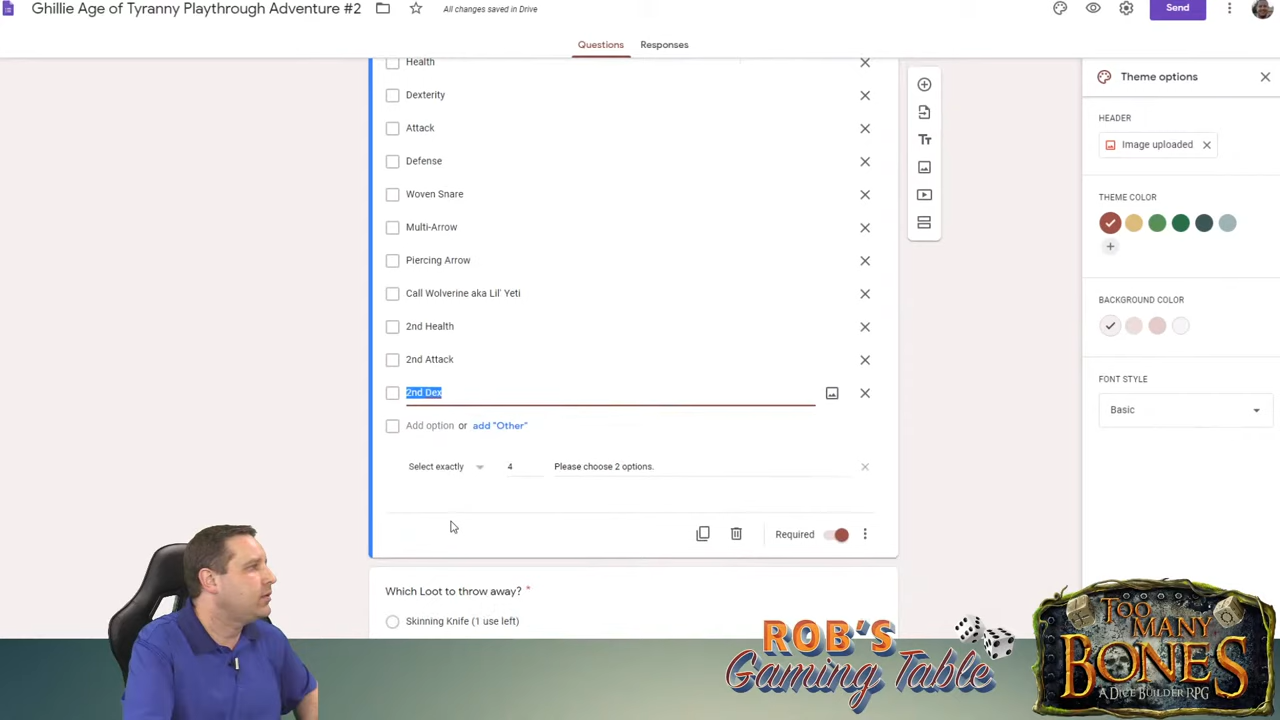 Ghillie Age of Tyranny Playthrough Adventure #2
All changes saved in Drive
Send
Questions
Responses
Health
Dexterity
Attack
Defense
Woven Snare
Multi-Arrow
Piercing Arrow
Call Wolverine aka Lil' Yeti
2nd Health
2nd Attack
2nd Dex
Add option or add "Other"
Select exactly 4 Please choose 2 options.
Required
Which Loot to throw away? *
Skinning Knife (1 use left)
Tт
Theme options
HEADER
Image uploaded
THEME COLOR
BACKGROUND COLOR
FONT STYLE
Basic
ROB'S
Gaming Table
TOO
MANY
BONES
A DICE BUILDER RPG